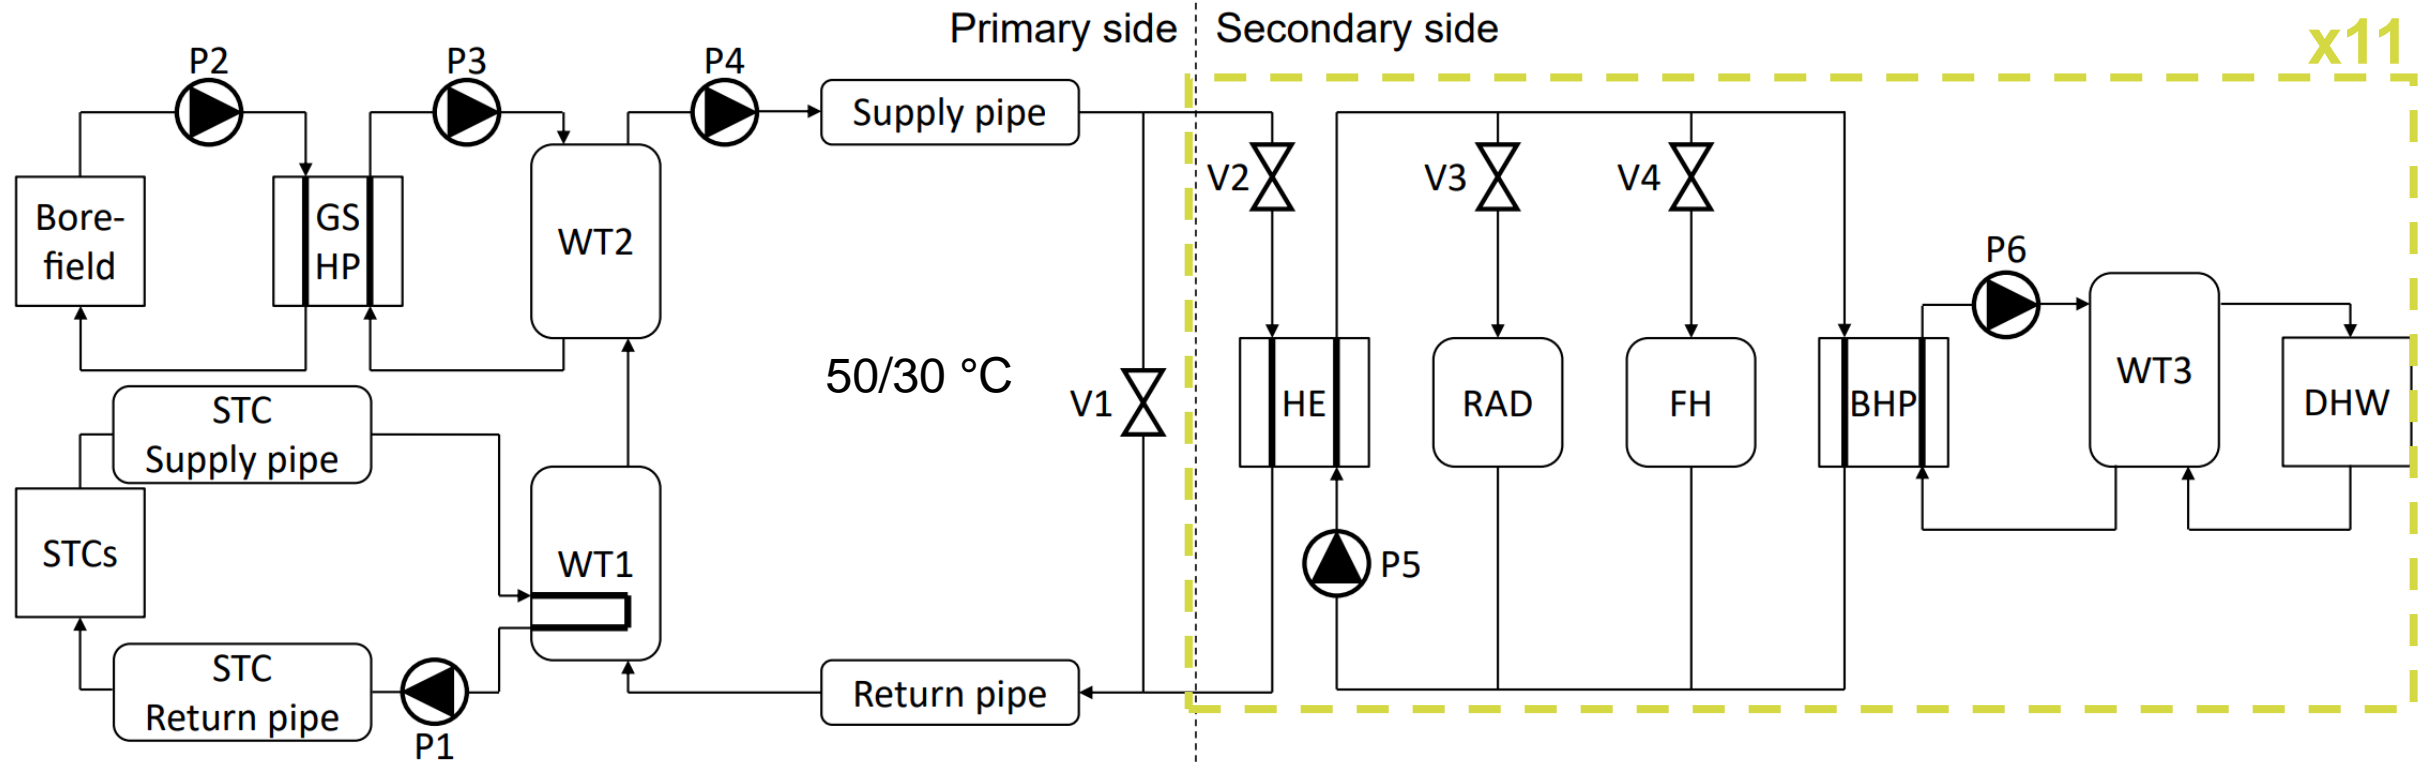 Primary side
Secondary side
x11
P2
P3
P4
Supply pipe
Bore-
field
GS
HP
WT2
V2
V3
V4
P6
50/30 °C
V1
HE
RAD
FH
BHP
WT3
DHW
STC
Supply pipe
STCs
WT1
P5
STC
Return pipe
P1
Return pipe